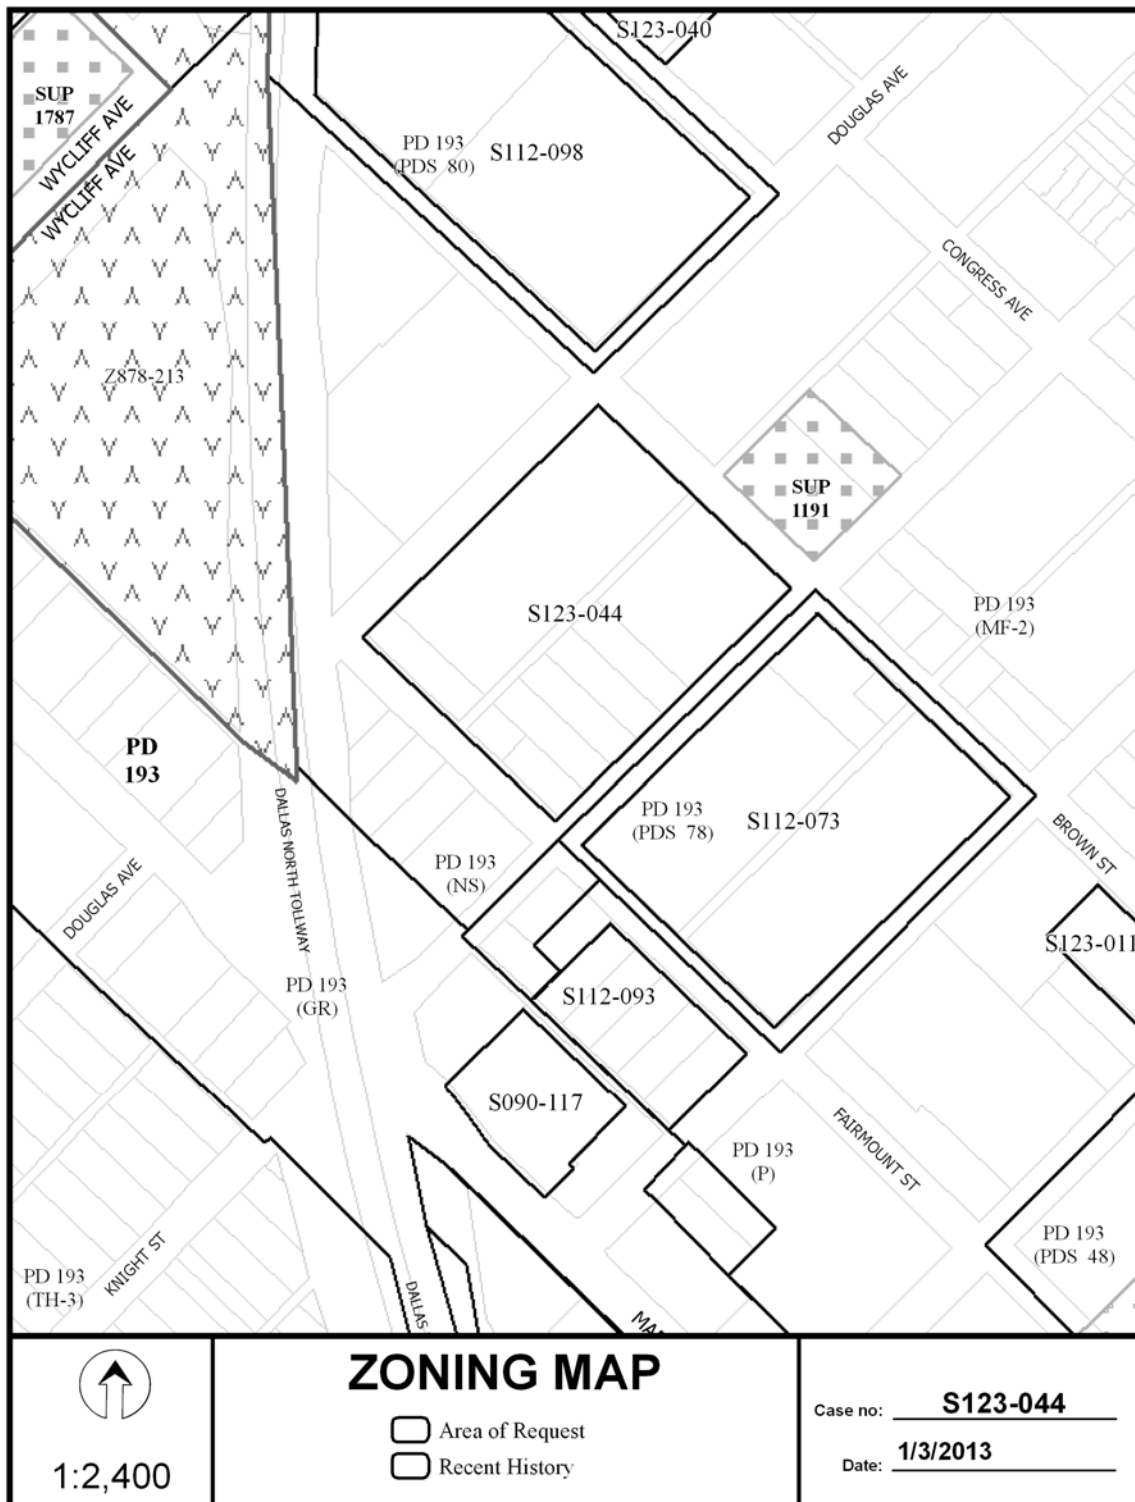 S123-040
SUP
1787
WYCLIFF AVE
WYCLIFF AVE
DOUGLAS AVE
PD 193
(PDS 80)
S112-098
CONGRESS AVE
Z878-213
SUP
1191
S123-044
PD 193
(MF-2)
PD
193
PD 193
(PDS 78)
S112-073
DALLAS NORTH TOLLWAY
PD 193
(NS)
BROWN ST
DOUGLAS AVE
S123-011
PD 193
(GR)
S112-093
S090-117
FAIRMOUNT ST
PD 193
(P)
PD 193
(PDS 48)
KNIGHT ST
PD 193
(TH-3)
DALLAS
1:2,400
ZONING MAP
Area of Request
Recent History
Case no: S123-044
Date: 1/3/2013